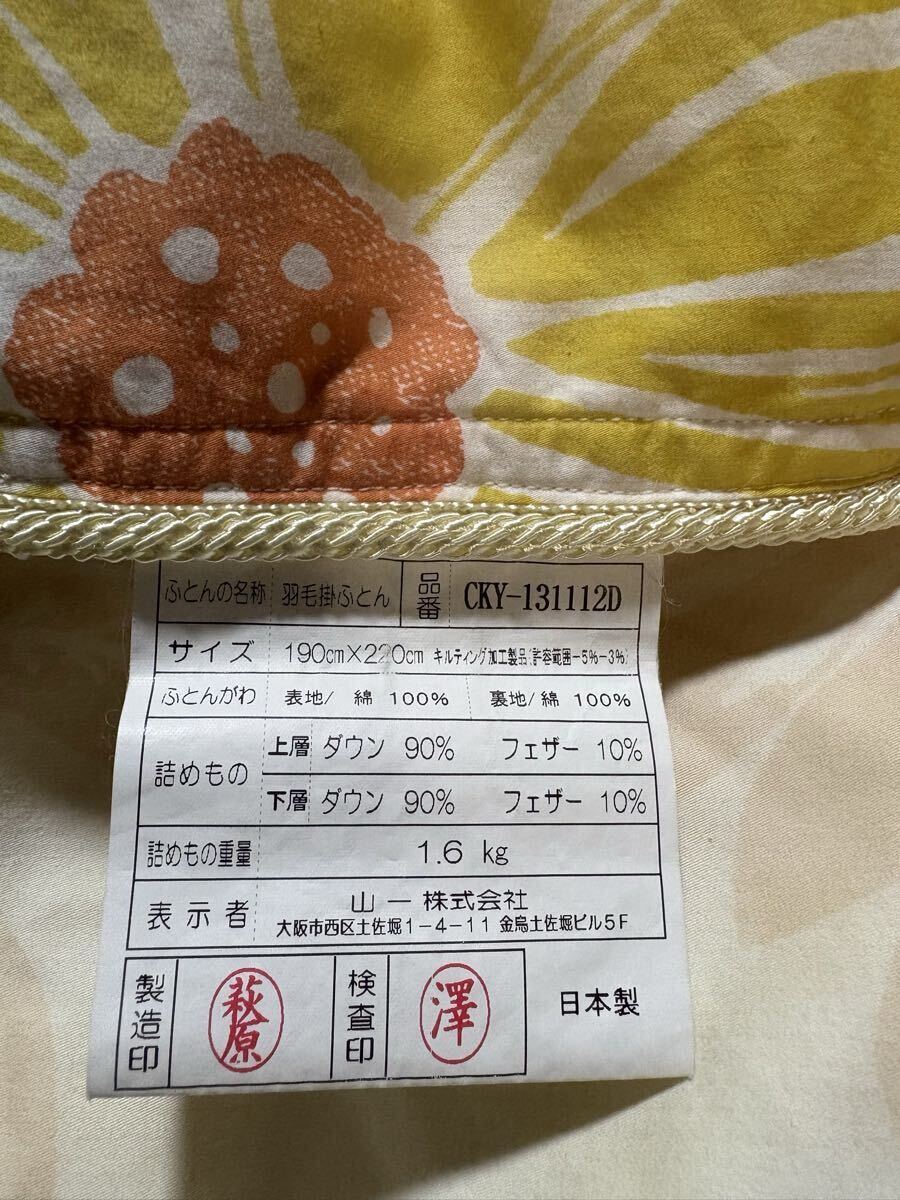 ふとんの名称 羽毛掛ふとん 品番 CKY-131112D
サイズ 190cm×220cm キルティング加工製品(許容範囲−5%−3%)
ふとんがわ 表地/ 綿 100% 裏地/ 綿 100%
詰めもの 上層 ダウン 90% フェザー 10%
下層 ダウン 90% フェザー 10%
詰めもの重量 1.6 kg
表示者 山一株式会社
大阪市西区土佐堀1−4−11 金鳥土佐堀ビル5F
製造印 萩原 検査印 澤 日本製